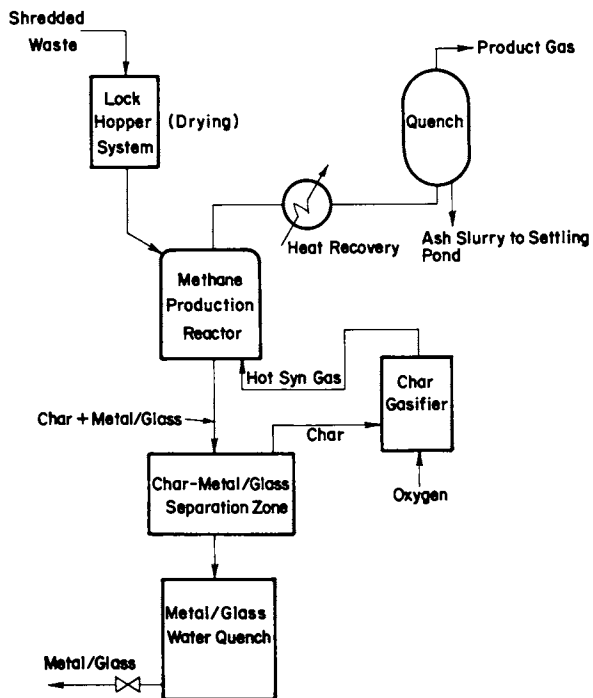 Shredded
Waste
Lock
Hopper
System
(Drying)
Product Gas
Quench
Heat Recovery
Ash Slurry to Settling
Pond
Methane
Production
Reactor
Hot Syn Gas
Char
Gasifier
Char + Metal/Glass
Char
Char-Metal/Glass
Separation Zone
Oxygen
Metal/Glass
Water Quench
Metal/Glass